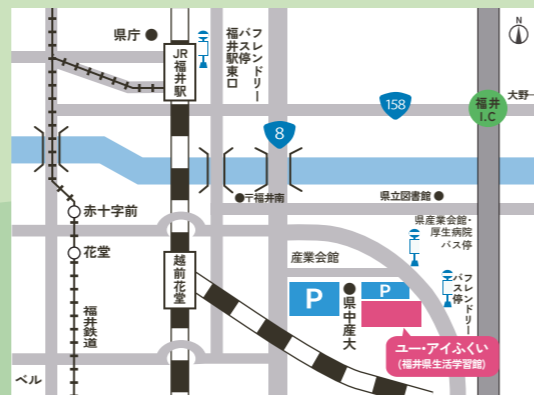 県庁
JR福井駅
フレンドリー
バス停
福井駅東口
N
大野
福井
I.C
158
8
〒福井南
県立図書館
赤十字前
県産業会館・
厚生病院
バス停
花堂
越前花堂
産業会館
P
県中産大
P
フレンドリー
バス停
福井鉄道
ユー・アイふくい
(福井県生活学習館)
ベル